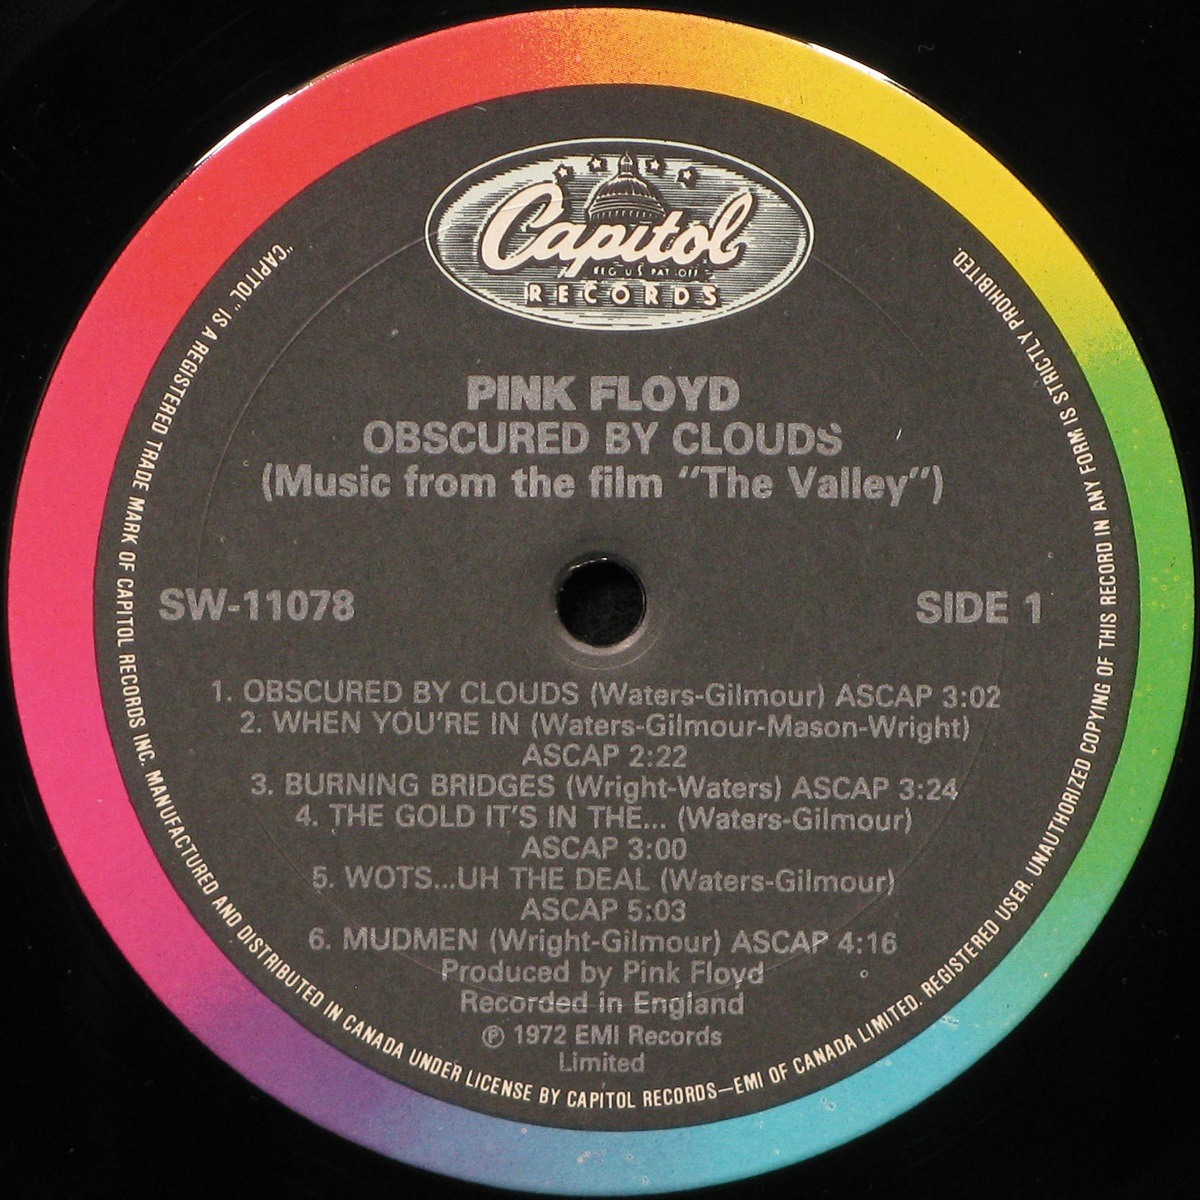 Capitol
REG. U.S. PAT. OFF.
RECORDS
PINK FLOYD
OBSCURED BY CLOUDS
(Music from the film "The Valley")
SW-11078
SIDE 1
1. OBSCURED BY CLOUDS (Waters-Gilmour) ASCAP 3:02
2. WHEN YOU'RE IN (Waters-Gilmour-Mason-Wright)
ASCAP 2:22
3. BURNING BRIDGES (Wright-Waters) ASCAP 3:24
4. THE GOLD IT'S IN THE... (Waters-Gilmour)
ASCAP 3:00
5. WOTS...UH THE DEAL (Waters-Gilmour)
ASCAP 5:03
6. MUDMEN (Wright-Gilmour) ASCAP 4:16
Produced by Pink Floyd
Recorded in England
℗ 1972 EMI Records
Limited
"CAPITOL" IS A REGISTERED TRADE MARK OF CAPITOL RECORDS INC. MANUFACTURED AND DISTRIBUTED IN CANADA UNDER LICENSE BY CAPITOL RECORDS—EMI OF CANADA LIMITED. REGISTERED USER. UNAUTHORIZED COPYING OF THIS RECORD IN ANY FORM IS STRICTLY PROHIBITED.